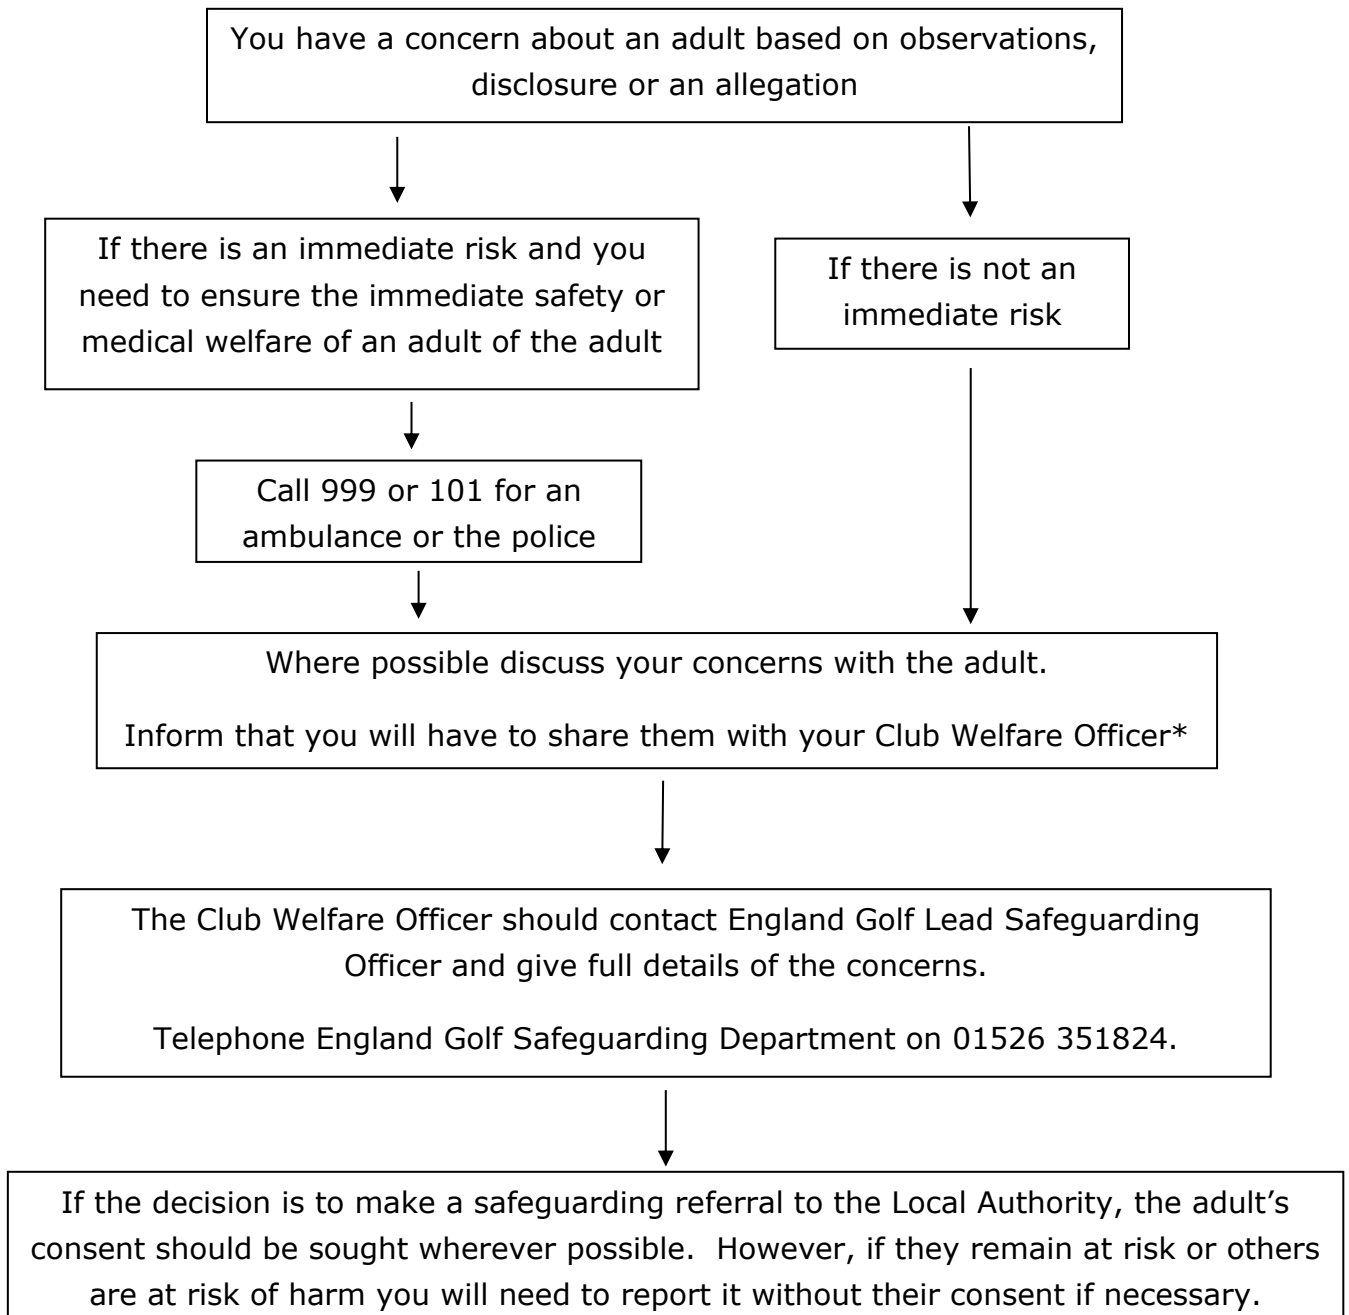 You have a concern about an adult based on observations,
disclosure or an allegation
If there is an immediate risk and you
need to ensure the immediate safety or
medical welfare of an adult of the adult
If there is not an
immediate risk
Call 999 or 101 for an
ambulance or the police
Where possible discuss your concerns with the adult.
Inform that you will have to share them with your Club Welfare Officer*
The Club Welfare Officer should contact England Golf Lead Safeguarding
Officer and give full details of the concerns.
Telephone England Golf Safeguarding Department on 01526 351824.
If the decision is to make a safeguarding referral to the Local Authority, the adult’s
consent should be sought wherever possible.  However, if they remain at risk or others
are at risk of harm you will need to report it without their consent if necessary.